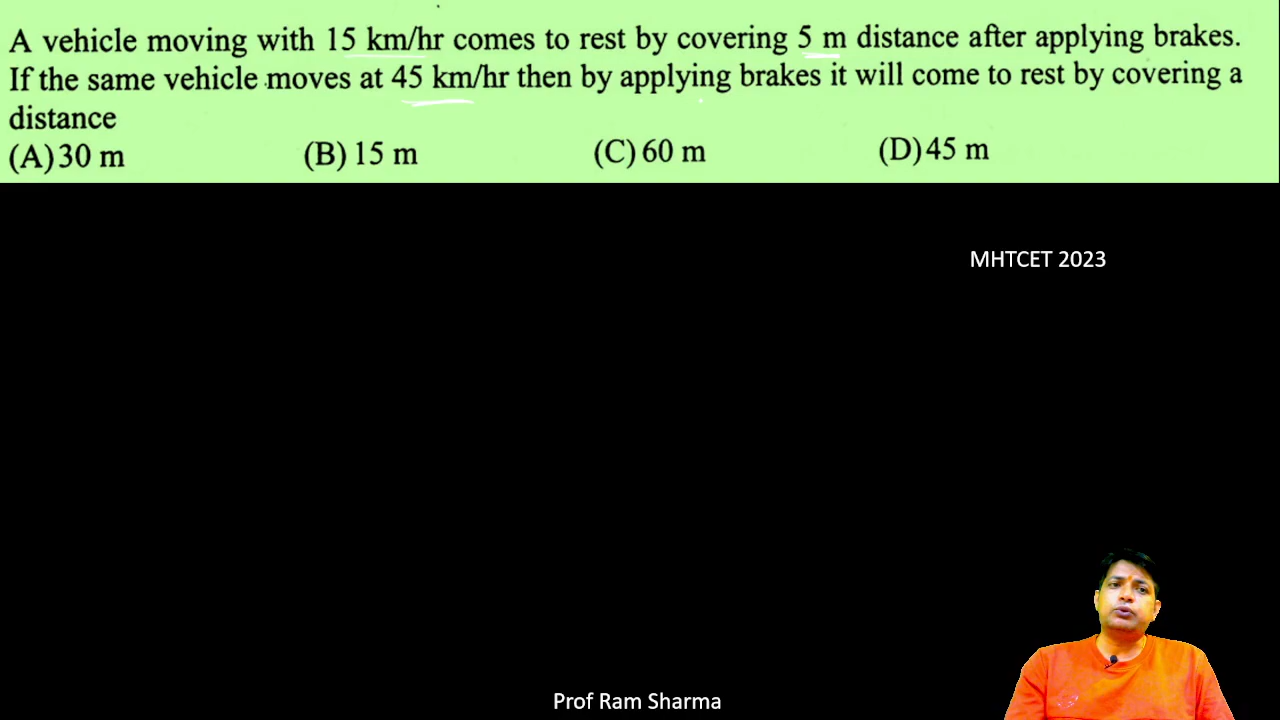 A vehicle moving with 15 km/hr comes to rest by covering 5 m distance after applying brakes.
If the same vehicle moves at 45 km/hr then by applying brakes it will come to rest by covering a
distance
(A) 30 m (B) 15 m (C) 60 m (D) 45 m
MHTCET 2023
Prof Ram Sharma